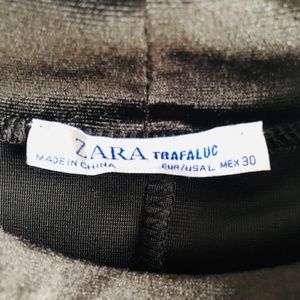 ZARA TRAFALUC
MADE IN CHINA EUR/USA L MEX 30